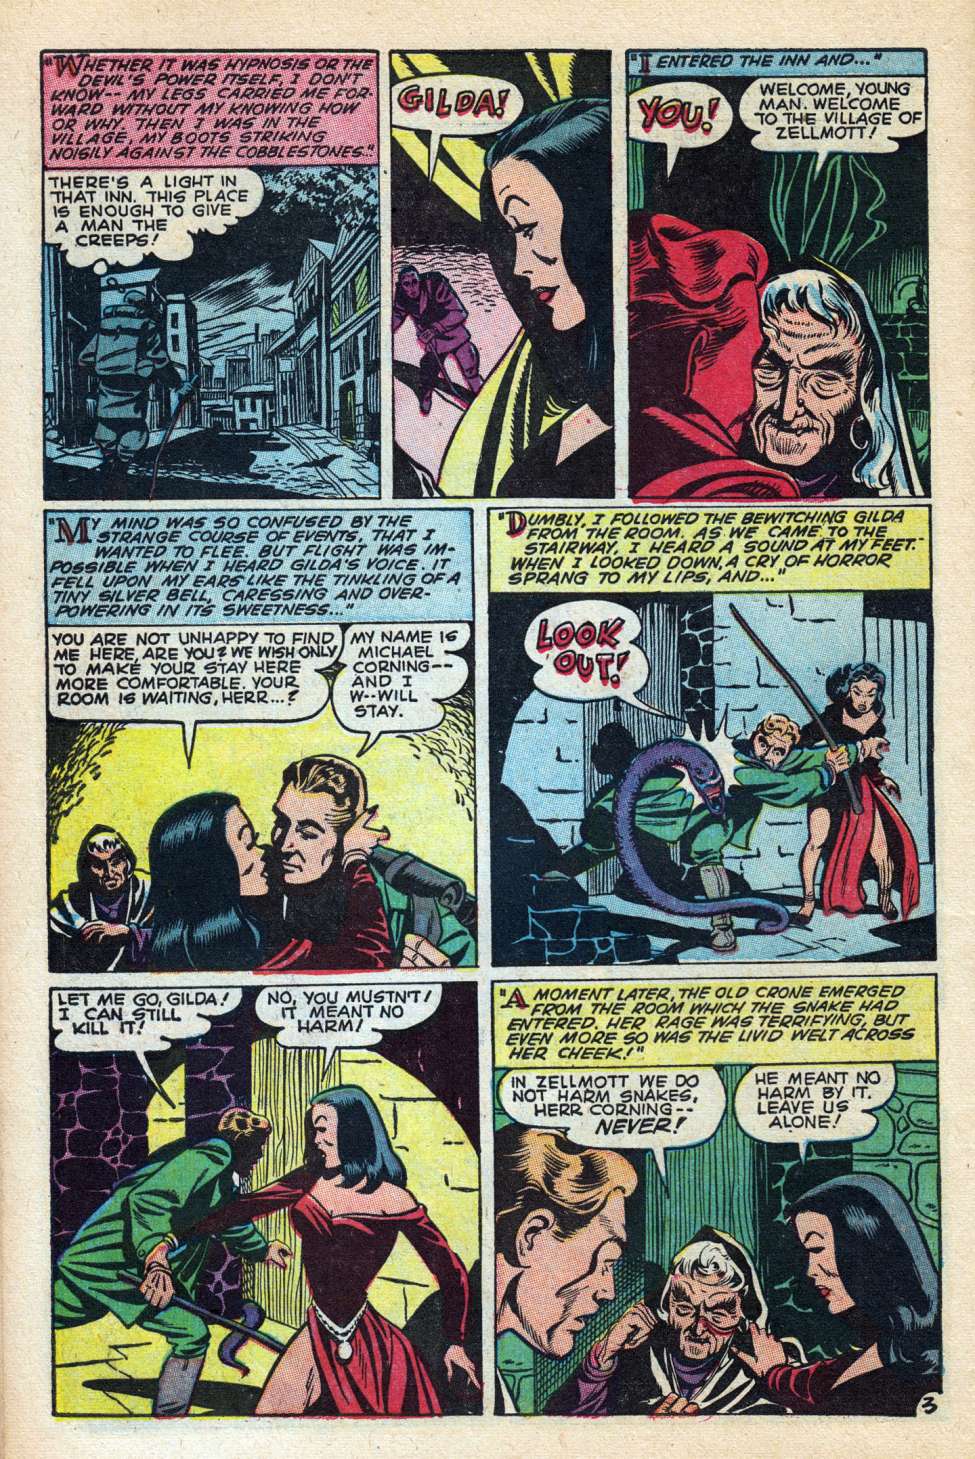 "WHETHER IT WAS HYPNOSIS OR THE
DEVIL'S POWER ITSELF, I DON'T
KNOW-- MY LEGS CARRIED ME FOR-
WARD WITHOUT MY KNOWING HOW
OR WHY. THEN I WAS IN THE
VILLAGE, MY BOOTS STRIKING
NOISILY AGAINST THE COBBLESTONES."
THERE'S A LIGHT IN
THAT INN. THIS PLACE
IS ENOUGH TO GIVE
A MAN THE
CREEPS!
GILDA!
"I ENTERED THE INN AND..."
YOU!
WELCOME, YOUNG
MAN. WELCOME
TO THE VILLAGE OF
ZELLMOTT!
"MY MIND WAS SO CONFUSED BY THE
STRANGE COURSE OF EVENTS, THAT I
WANTED TO FLEE. BUT FLIGHT WAS IM-
POSSIBLE WHEN I HEARD GILDA'S VOICE. IT
FELL UPON MY EARS LIKE THE TINKLING OF A
TINY SILVER BELL, CARESSING AND OVER-
POWERING IN ITS SWEETNESS..."
YOU ARE NOT UNHAPPY TO FIND
ME HERE, ARE YOU? WE WISH ONLY
TO MAKE YOUR STAY HERE
MORE COMFORTABLE. YOUR
ROOM IS WAITING, HERR...?
MY NAME IS
MICHAEL
CORNING--
AND I
W--WILL
STAY.
"DUMBLY, I FOLLOWED THE BEWITCHING GILDA
FROM THE ROOM. AS WE CAME TO THE
STAIRWAY, I HEARD A SOUND AT MY FEET.
WHEN I LOOKED DOWN, A CRY OF HORROR
SPRANG TO MY LIPS, AND..."
LOOK
OUT!
LET ME GO, GILDA!
I CAN STILL
KILL IT!
NO, YOU MUSTN'T!
IT MEANT NO
HARM!
"A MOMENT LATER, THE OLD CRONE EMERGED
FROM THE ROOM WHICH THE SNAKE HAD
ENTERED. HER RAGE WAS TERRIFYING, BUT
EVEN MORE SO WAS THE LIVID WELT ACROSS
HER CHEEK!"
IN ZELLMOTT WE DO
NOT HARM SNAKES,
HERR CORNING--
NEVER!
HE MEANT NO
HARM BY IT.
LEAVE US
ALONE!
3